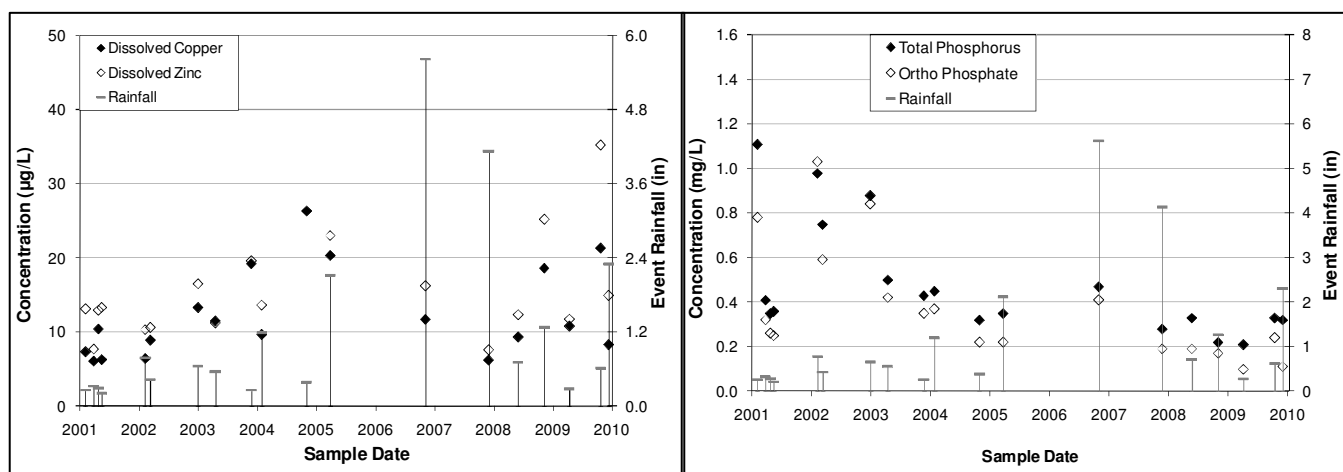 50
40
30
20
10
0
Concentration (µg/L)
Dissolved Copper
Dissolved Zinc
Rainfall
6.0
4.8
3.6
2.4
1.2
0.0
Event Rainfall (in)
2001 2002 2003 2004 2005 2006 2007 2008 2009 2010
Sample Date
1.6
1.4
1.2
1.0
0.8
0.6
0.4
0.2
0.0
Concentration (mg/L)
Total Phosphorus
Ortho Phosphate
Rainfall
8
7
6
5
4
3
2
1
0
Event Rainfall (in)
2001 2002 2003 2004 2005 2006 2007 2008 2009 2010
Sample Date